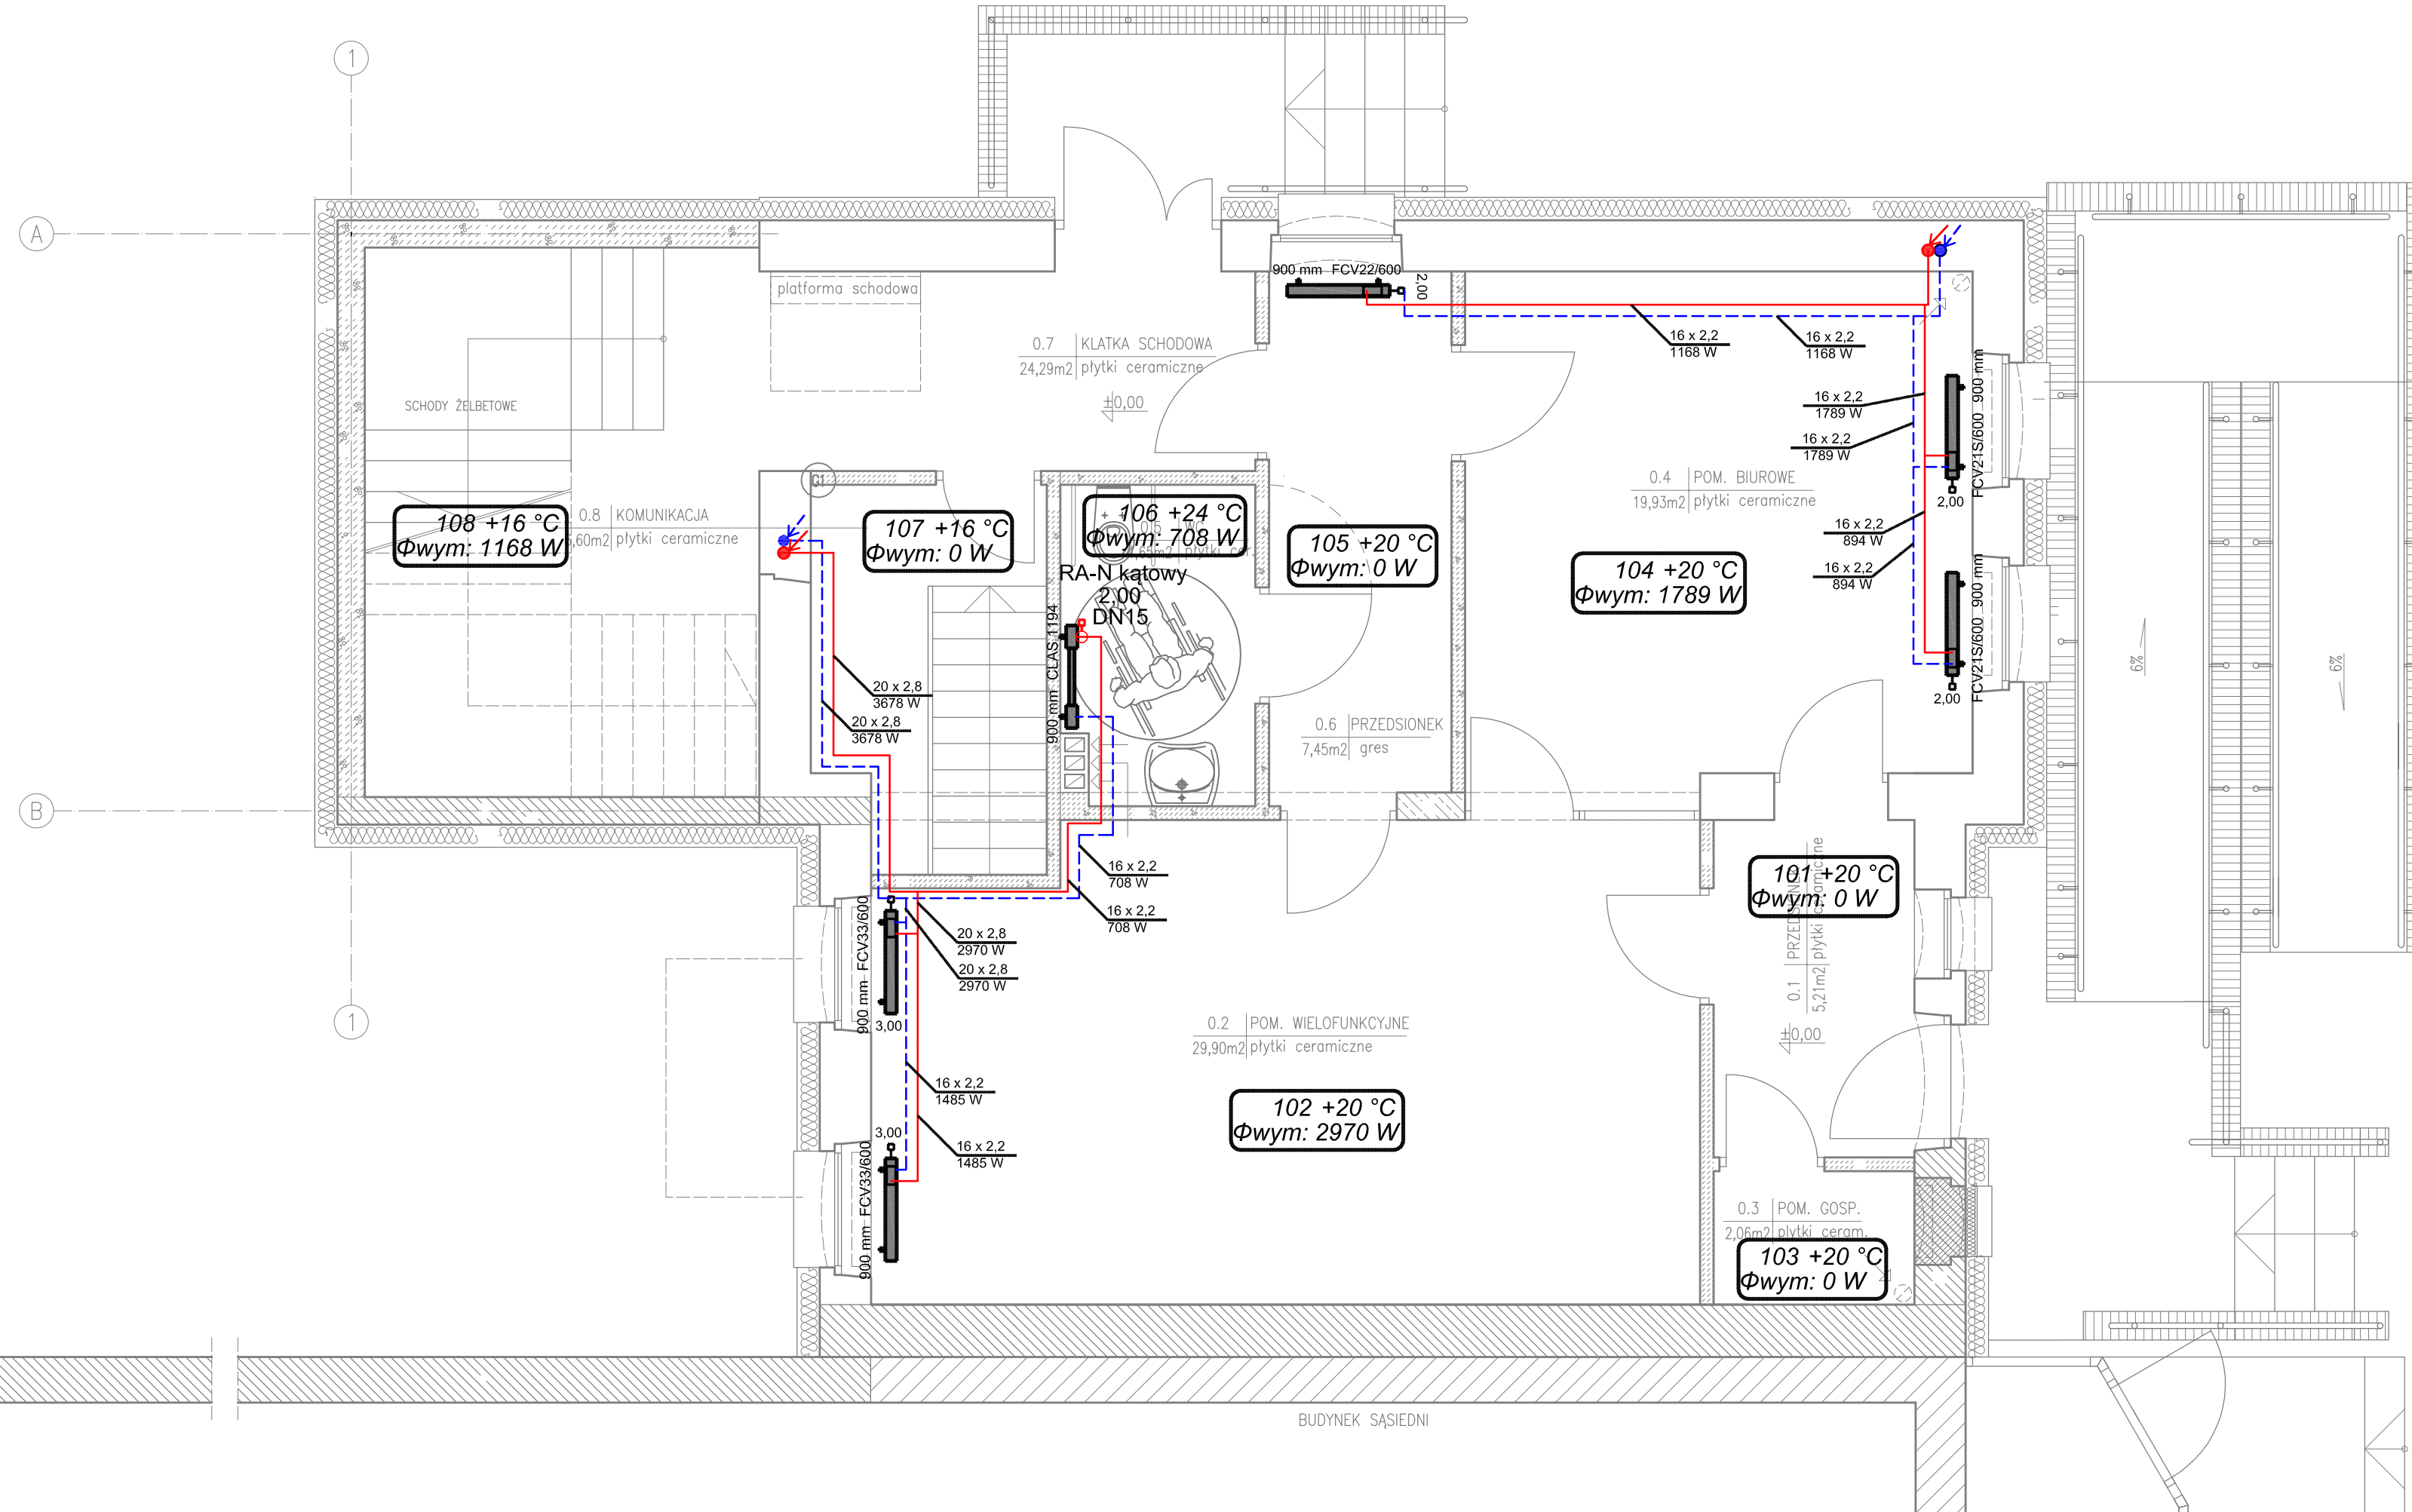 1
A
platforma schodowa
900 mm FCV22/600
2,00
16 x 2,2
1168 W
16 x 2,2
1168 W
0.7 KLATKA SCHODOWA
24,29m2 płytki ceramiczne
±0,00
SCHODY ŻELBETOWE
16 x 2,2
1789 W
16 x 2,2
1789 W
FCV21S/600 900 mm
2,00
0.4 POM. BIUROWE
19,93m2 płytki ceramiczne
G1
108 +16 °C
Φwym: 1168 W
0.8 KOMUNIKACJA
,60m2 płytki ceramiczne
107 +16 °C
Φwym: 0 W
106 +24 °C
Φwym: 708 W
105 +20 °C
Φwym: 0 W
104 +20 °C
Φwym: 1789 W
16 x 2,2
894 W
16 x 2,2
894 W
FCV21S/600 900 mm
2,00
RA-N kątowy
2,00
DN15
900 mm CLAS 1194
6%
6%
20 x 2,8
3678 W
20 x 2,8
3678 W
0.6 PRZEDSIONEK
7,45m2 gres
B
16 x 2,2
708 W
16 x 2,2
708 W
101 +20 °C
Φwym: 0 W
0.1 PRZEDSIONEK
5,21m2 płytki ceramiczne
±0,00
900 mm FCV33/600
3,00
20 x 2,8
2970 W
20 x 2,8
2970 W
1
0.2 POM. WIELOFUNKCYJNE
29,90m2 płytki ceramiczne
16 x 2,2
1485 W
16 x 2,2
1485 W
3,00
900 mm FCV33/600
102 +20 °C
Φwym: 2970 W
0.3 POM. GOSP.
2,06m2 płytki ceram.
103 +20 °C
Φwym: 0 W
BUDYNEK SĄSIEDNI